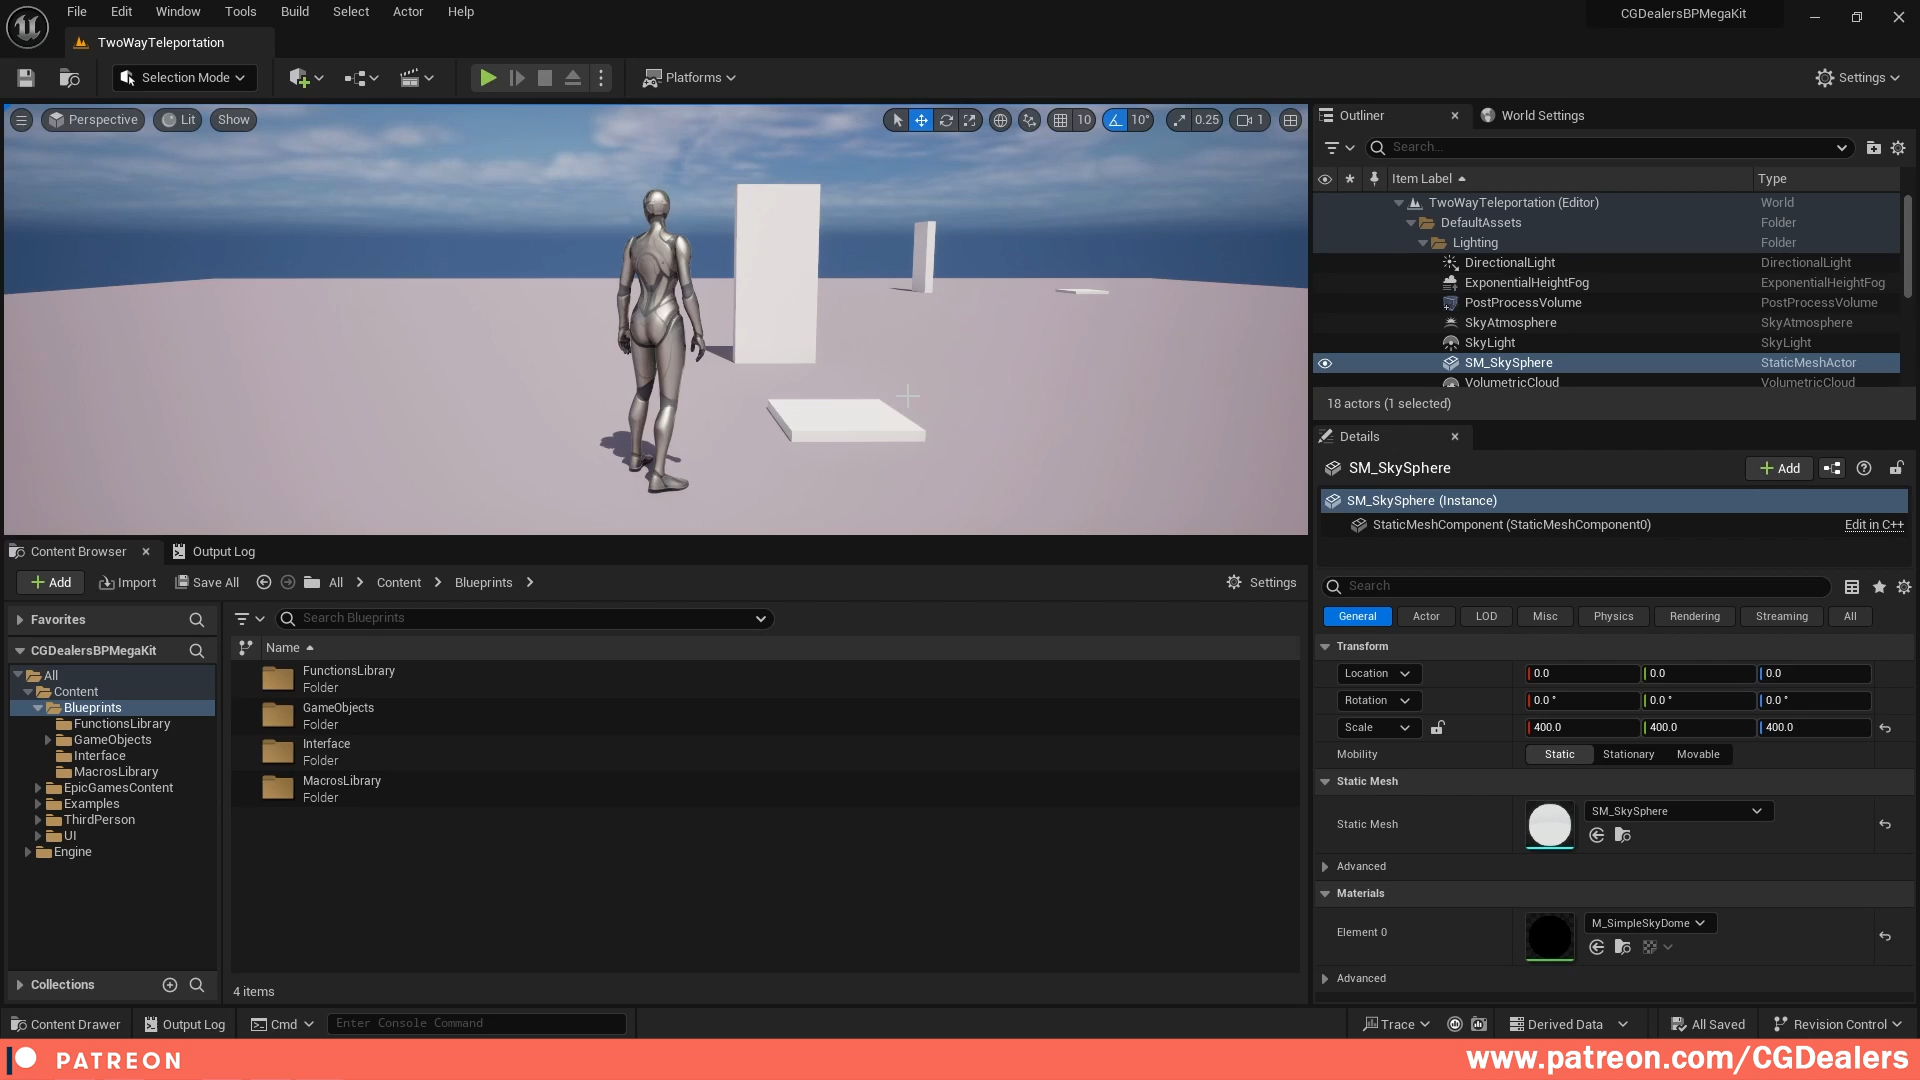 File Edit Window Tools Build Select Actor Help
CGDealersBPMegaKit
TwoWayTeleportation
Selection Mode
Platforms
Settings
Perspective
Lit
Show
10
10°
0.25
1
Outliner
World Settings
Search...
Item Label
Type
TwoWayTeleportation (Editor) World
DefaultAssets Folder
Lighting Folder
DirectionalLight DirectionalLight
ExponentialHeightFog ExponentialHeightFog
PostProcessVolume PostProcessVolume
SkyAtmosphere SkyAtmosphere
SkyLight SkyLight
SM_SkySphere StaticMeshActor
VolumetricCloud VolumetricCloud
18 actors (1 selected)
Details
SM_SkySphere
Add
SM_SkySphere (Instance)
StaticMeshComponent (StaticMeshComponent0) Edit in C++
Search
General Actor LOD Misc Physics Rendering Streaming All
Transform
Location 0.0 0.0 0.0
Rotation 0.0 ° 0.0 ° 0.0 °
Scale 400.0 400.0 400.0
Mobility Static Stationary Movable
Static Mesh
Static Mesh SM_SkySphere
Advanced
Materials
Element 0 M_SimpleSkyDome
Advanced
Content Browser
Output Log
Add Import Save All All Content Blueprints Settings
Favorites
CGDealersBPMegaKit
All
Content
Blueprints
FunctionsLibrary
GameObjects
Interface
MacrosLibrary
EpicGamesContent
Examples
ThirdPerson
UI
Engine
Collections
Search Blueprints
Name
FunctionsLibrary
Folder
GameObjects
Folder
Interface
Folder
MacrosLibrary
Folder
4 items
Content Drawer Output Log Cmd Enter Console Command Trace Derived Data All Saved Revision Control
PATREON
www.patreon.com/CGDealers